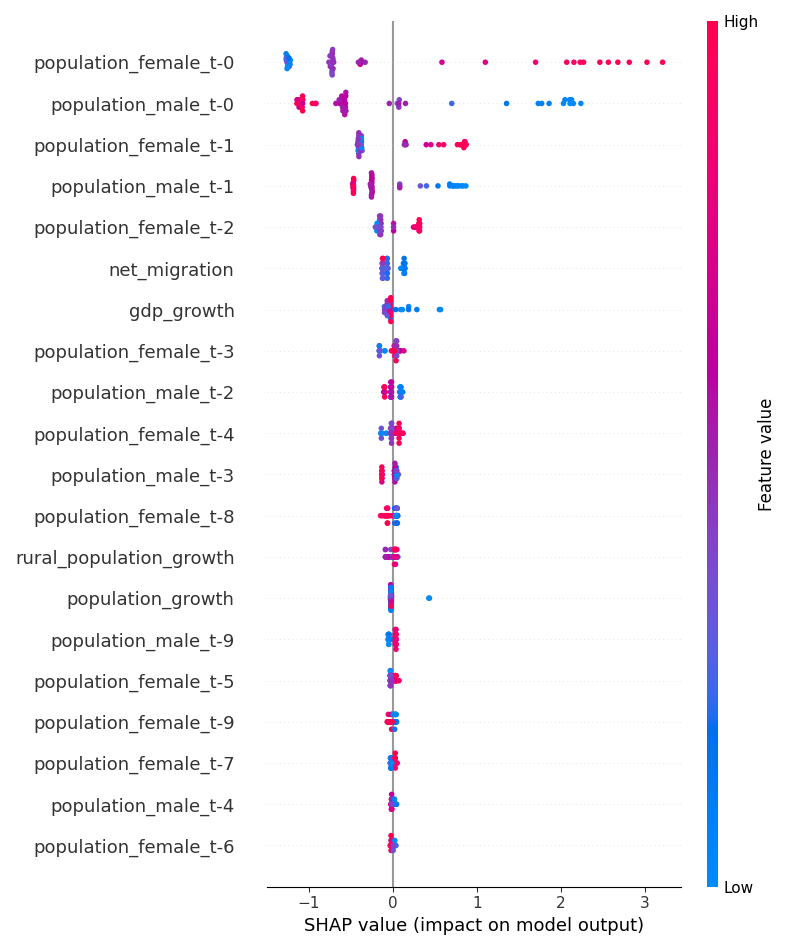 High
population_female_t-0
population_male_t-0
population_female_t-1
population_male_t-1
population_female_t-2
net_migration
gdp_growth
population_female_t-3
population_male_t-2
population_female_t-4
population_male_t-3
population_female_t-8
rural_population_growth
population_growth
population_male_t-9
population_female_t-5
population_female_t-9
population_female_t-7
population_male_t-4
population_female_t-6
Feature value
Low
−1 0 1 2 3
SHAP value (impact on model output)